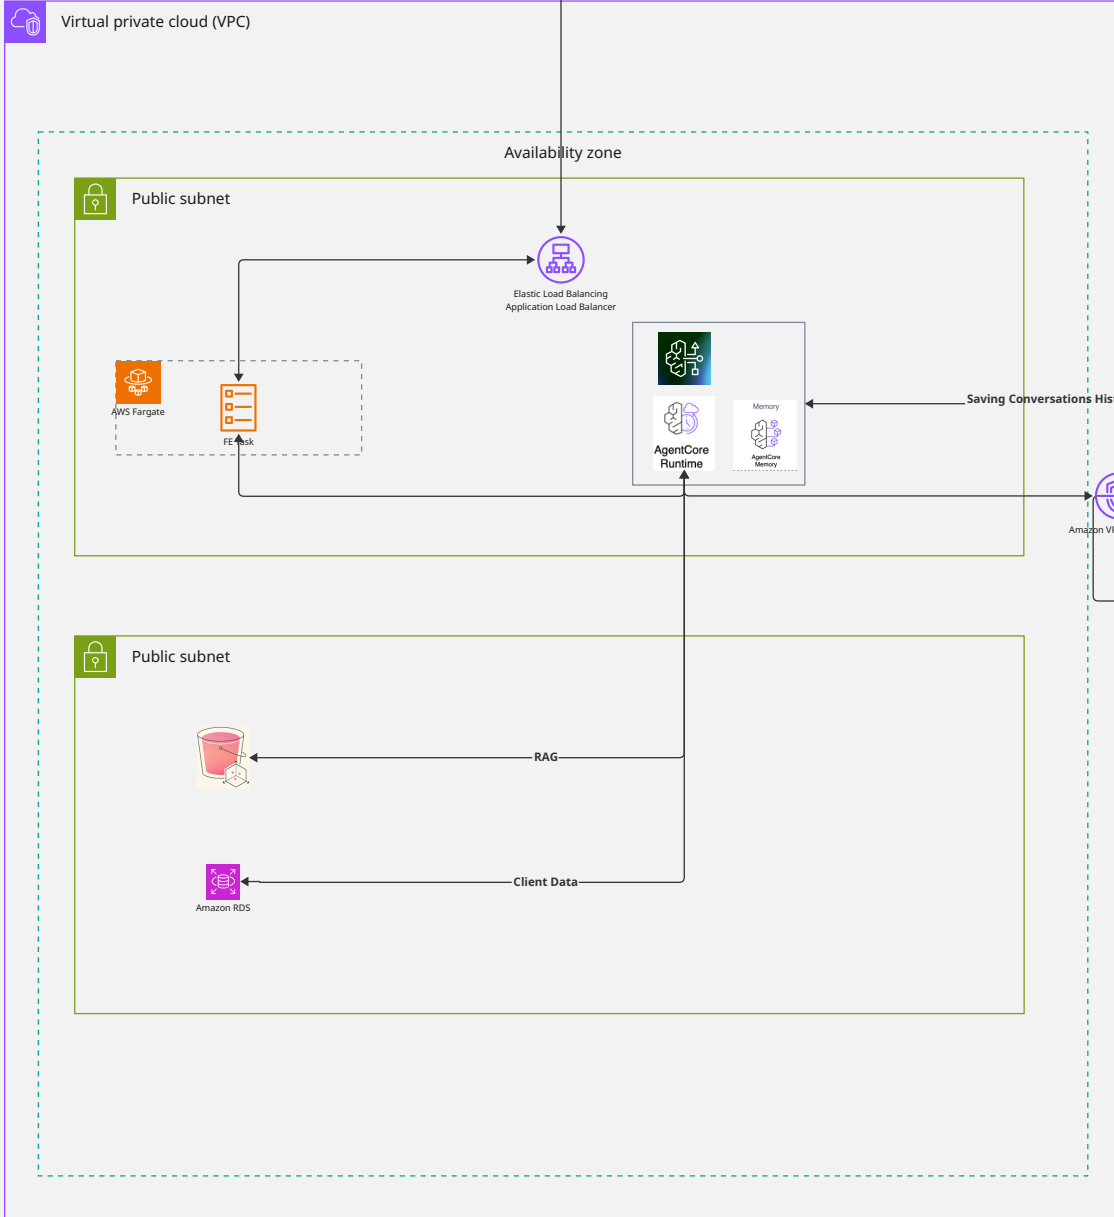 Virtual private cloud (VPC)
Availability zone
Public subnet
Elastic Load Balancing
Application Load Balancer
AWS Fargate
FE Task
AgentCore
Runtime
Memory
AgentCore
Memory
Saving Conversations
Amazon
Public subnet
RAG
Client Data
Amazon RDS